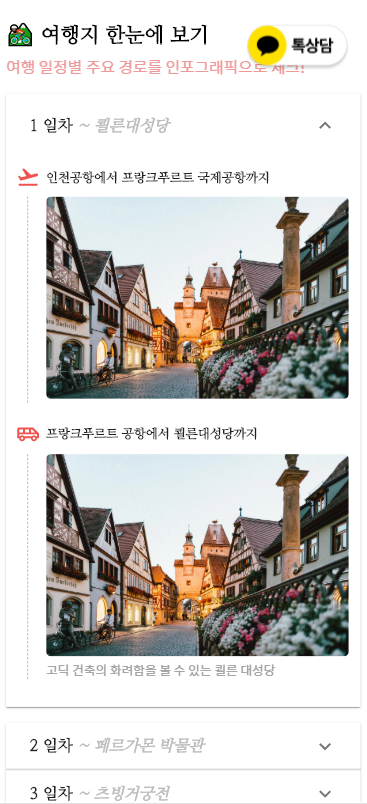 여행지 한눈에 보기
톡상담
여행 일정별 주요 경로를 인포그래픽으로 체크!
1 일차 ~ 쾰른대성당
인천공항에서 프랑크푸르트 국제공항까지
프랑크푸르트 공항에서 쾰른대성당까지
고딕 건축의 화려함을 볼 수 있는 쾰른 대성당
2 일차 ~ 페르가몬 박물관
3 일차 ~ 츠빙거궁전